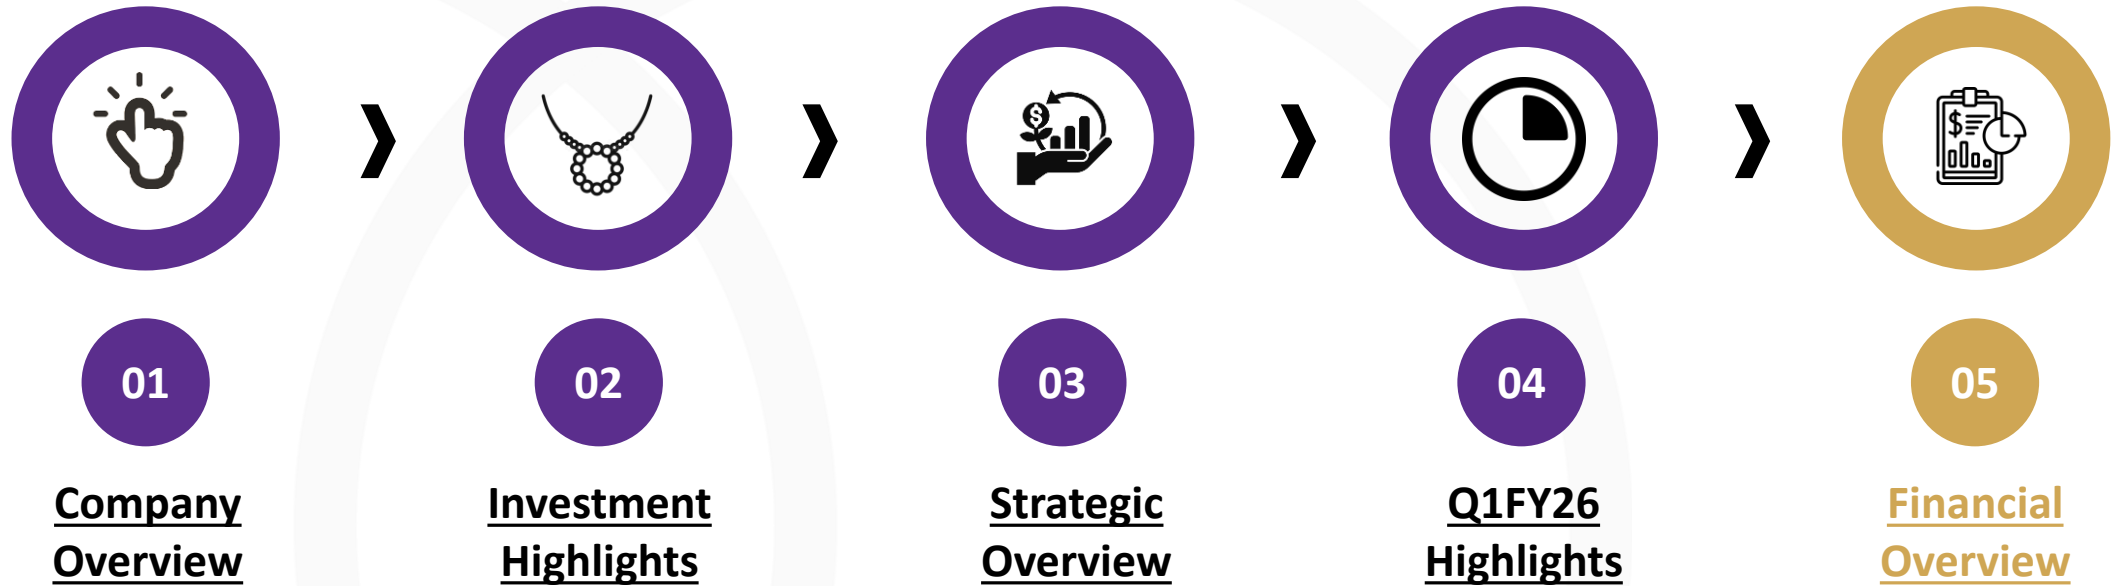 01
Company
Overview
02
Investment
Highlights
03
Strategic
Overview
04
Q1FY26
Highlights
$
05
Financial
Overview